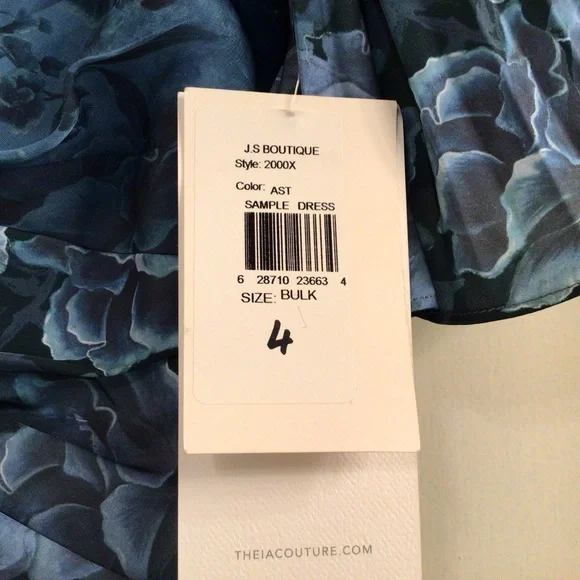 J.S BOUTIQUE
Style: 2000X
Color: AST
SAMPLE DRESS
6 28710 23663 4
SIZE: BULK
4
THEIACOUTURE.COM